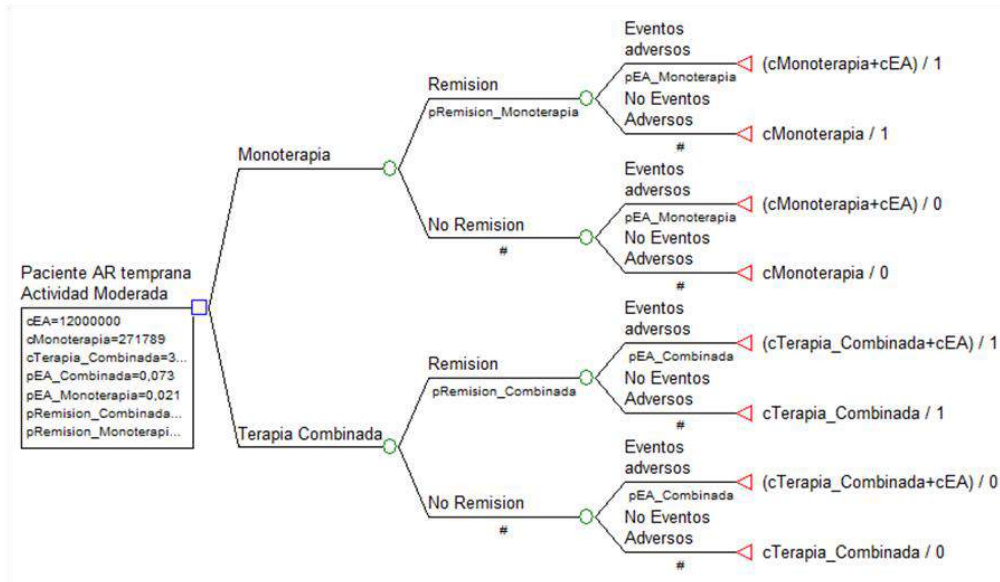 Eventos
adversos
(cMonoterapia+cEA) / 1
pEA_Monoterapia
Remision
pRemision_Monoterapia
No Eventos
Adversos
cMonoterapia / 1
#
Monoterapia
Eventos
adversos
(cMonoterapia+cEA) / 0
pEA_Monoterapia
No Remision
#
No Eventos
Adversos
cMonoterapia / 0
#
Paciente AR temprana
Actividad Moderada
cEA=12000000
cMonoterapia=271789
cTerapia_Combinada=3...
pEA_Combinada=0,073
pEA_Monoterapia=0,021
pRemision_Combinada...
pRemision_Monoterapi...
Eventos
adversos
(cTerapia_Combinada+cEA) / 1
pEA_Combinada
Remision
pRemision_Combinada
No Eventos
Adversos
cTerapia_Combinada / 1
#
Terapia Combinada
Eventos
adversos
(cTerapia_Combinada+cEA) / 0
pEA_Combinada
No Remision
#
No Eventos
Adversos
cTerapia_Combinada / 0
#